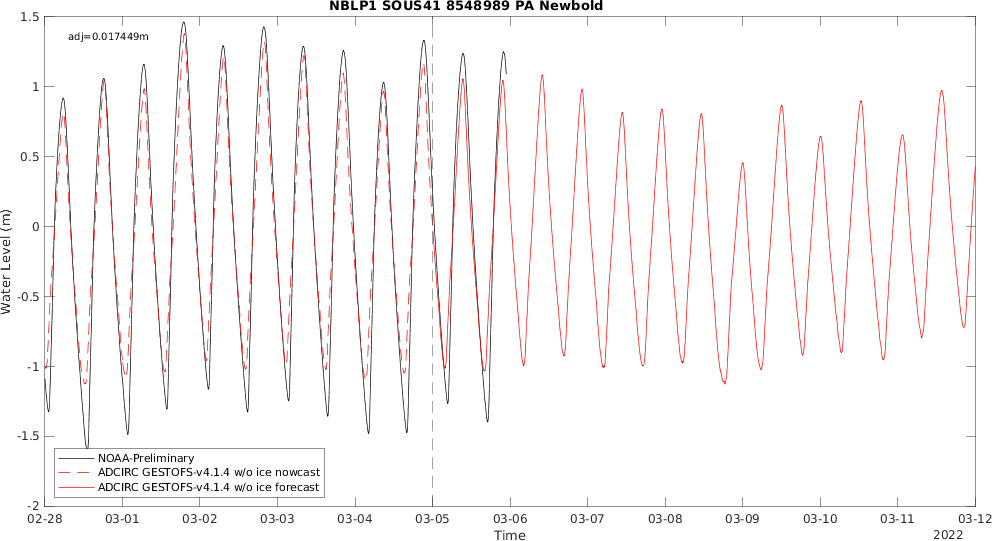 NBLP1 SOUS41 8548989 PA Newbold
adj=0.017449m
1.5
1
0.5
0
-0.5
-1
-1.5
-2
Water Level (m)
NOAA-Preliminary
ADCIRC GESTOFS-v4.1.4 w/o ice nowcast
ADCIRC GESTOFS-v4.1.4 w/o ice forecast
02-28 03-01 03-02 03-03 03-04 03-05 03-06 03-07 03-08 03-09 03-10 03-11 03-12
Time
2022